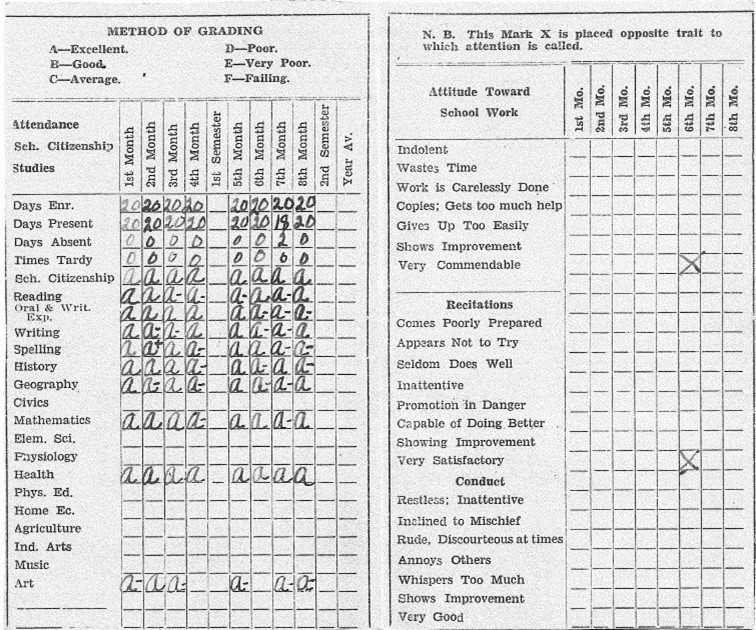 METHOD OF GRADING
A—Excellent. D—Poor.
B—Good. E—Very Poor.
C—Average. F—Failing.
Attendance
Sch. Citizenship
Studies
1st Month
2nd Month
3rd Month
4th Month
1st Semester
5th Month
6th Month
7th Month
8th Month
2nd Semester
Year Av.
Days Enr. 20 20 20 20 20 20 20 20
Days Present 20 20 20 20 20 20 18 20
Days Absent 0 0 0 0 0 0 2 0
Times Tardy 0 0 0 0 0 0 0 0
Sch. Citizenship a a a a a a a a
Reading a a a- a- a- a a- a
Oral & Writ.
Exp. a a a a a a- a- a-
Writing a a- a- a a a- a- a
Spelling a a+ a a- a a a- a-
History a a a a- a a- a a-
Geography a a- a a- a a- a- a
Civics
Mathematics a a a a- a a a- a
Elem. Sci.
Physiology
Health a a a a a a a a
Phys. Ed.
Home Ec.
Agriculture
Ind. Arts
Music
Art a- a a- a- a- a-
N. B. This Mark X is placed opposite trait to
which attention is called.
Attitude Toward
School Work
1st Mo.
2nd Mo.
3rd Mo.
4th Mo.
5th Mo.
6th Mo.
7th Mo.
8th Mo.
Indolent
Wastes Time
Work is Carelessly Done
Copies; Gets too much help
Gives Up Too Easily
Shows Improvement
Very Commendable X
Recitations
Comes Poorly Prepared
Appears Not to Try
Seldom Does Well
Inattentive
Promotion in Danger
Capable of Doing Better
Showing Improvement
Very Satisfactory X
Conduct
Restless; Inattentive
Inclined to Mischief
Rude, Discourteous at times
Annoys Others
Whispers Too Much
Shows Improvement
Very Good